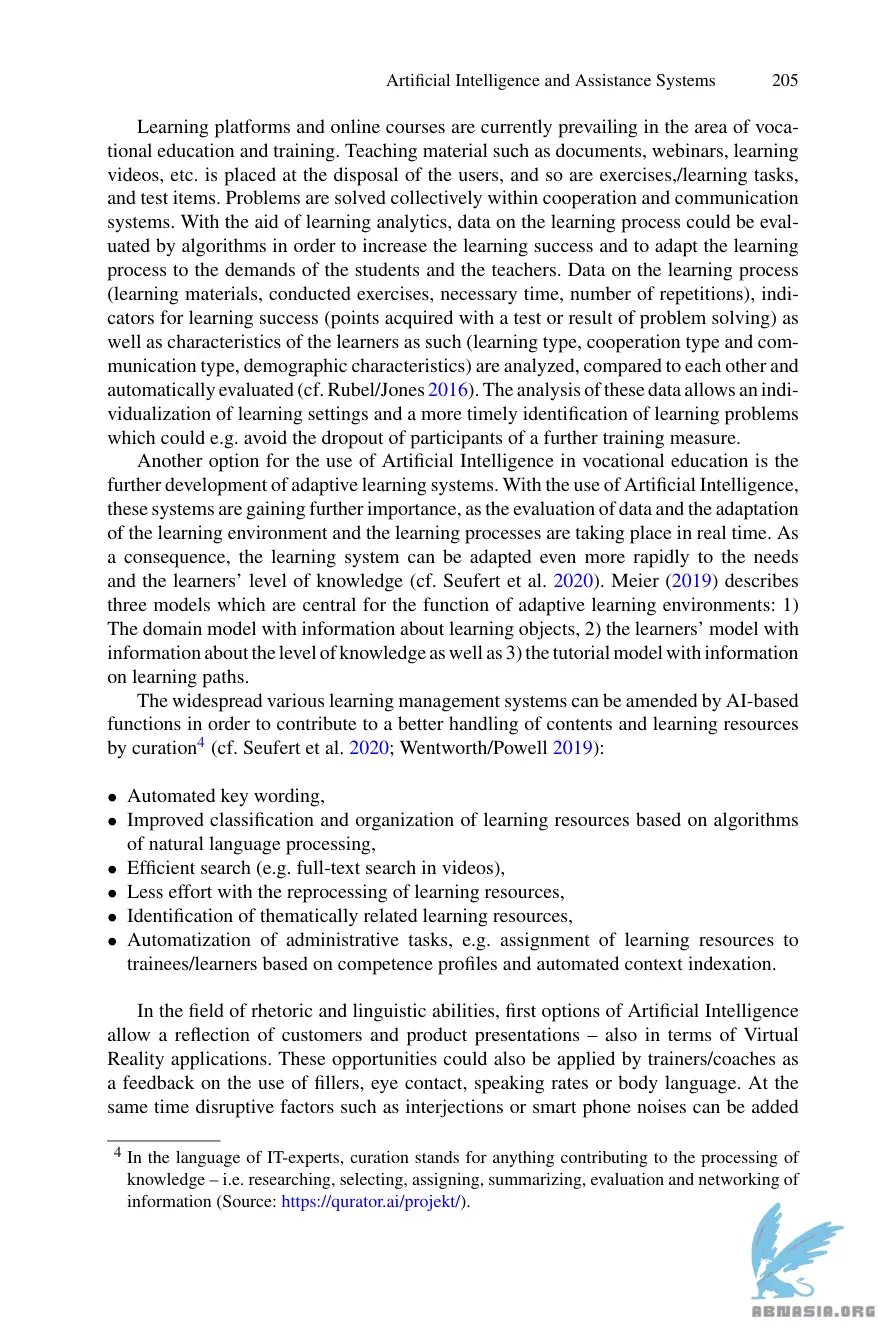 Artificial Intelligence and Assistance Systems 205
Learning platforms and online courses are currently prevailing in the area of voca-
tional education and training. Teaching material such as documents, webinars, learning
videos, etc. is placed at the disposal of the users, and so are exercises,/learning tasks,
and test items. Problems are solved collectively within cooperation and communication
systems. With the aid of learning analytics, data on the learning process could be eval-
uated by algorithms in order to increase the learning success and to adapt the learning
process to the demands of the students and the teachers. Data on the learning process
(learning materials, conducted exercises, necessary time, number of repetitions), indi-
cators for learning success (points acquired with a test or result of problem solving) as
well as characteristics of the learners as such (learning type, cooperation type and com-
munication type, demographic characteristics) are analyzed, compared to each other and
automatically evaluated (cf. Rubel/Jones 2016). The analysis of these data allows an indi-
vidualization of learning settings and a more timely identification of learning problems
which could e.g. avoid the dropout of participants of a further training measure.
Another option for the use of Artificial Intelligence in vocational education is the
further development of adaptive learning systems. With the use of Artificial Intelligence,
these systems are gaining further importance, as the evaluation of data and the adaptation
of the learning environment and the learning processes are taking place in real time. As
a consequence, the learning system can be adapted even more rapidly to the needs
and the learners' level of knowledge (cf. Seufert et al. 2020). Meier (2019) describes
three models which are central for the function of adaptive learning environments: 1)
The domain model with information about learning objects, 2) the learners' model with
information about the level of knowledge as well as 3) the tutorial model with information
on learning paths.
The widespread various learning management systems can be amended by AI-based
functions in order to contribute to a better handling of contents and learning resources
by curation4 (cf. Seufert et al. 2020; Wentworth/Powell 2019):
• Automated key wording,
• Improved classification and organization of learning resources based on algorithms
of natural language processing,
• Efficient search (e.g. full-text search in videos),
• Less effort with the reprocessing of learning resources,
• Identification of thematically related learning resources,
• Automatization of administrative tasks, e.g. assignment of learning resources to
trainees/learners based on competence profiles and automated context indexation.
In the field of rhetoric and linguistic abilities, first options of Artificial Intelligence
allow a reflection of customers and product presentations – also in terms of Virtual
Reality applications. These opportunities could also be applied by trainers/coaches as
a feedback on the use of fillers, eye contact, speaking rates or body language. At the
same time disruptive factors such as interjections or smart phone noises can be added
4 In the language of IT-experts, curation stands for anything contributing to the processing of
knowledge – i.e. researching, selecting, assigning, summarizing, evaluation and networking of
information (Source: https://qurator.ai/projekt/).
ABMASIA.ORG